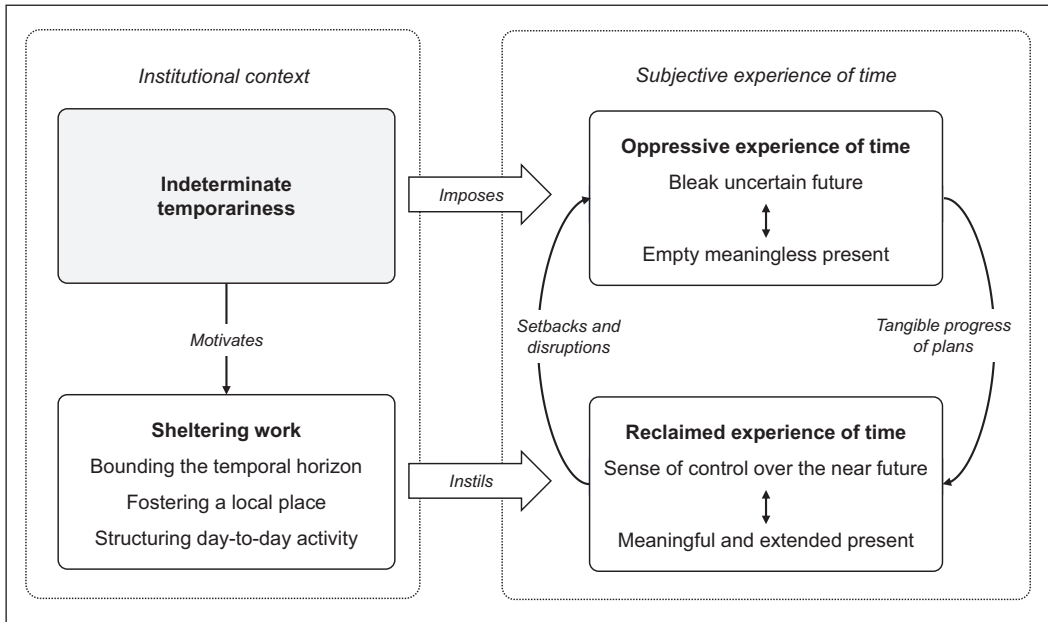 Institutional context
Indeterminate
temporariness
Motivates
Sheltering work
Bounding the temporal horizon
Fostering a local place
Structuring day-to-day activity
Imposes
Instils
Subjective experience of time
Oppressive experience of time
Bleak uncertain future
Empty meaningless present
Setbacks and
disruptions
Tangible progress
of plans
Reclaimed experience of time
Sense of control over the near future
Meaningful and extended present